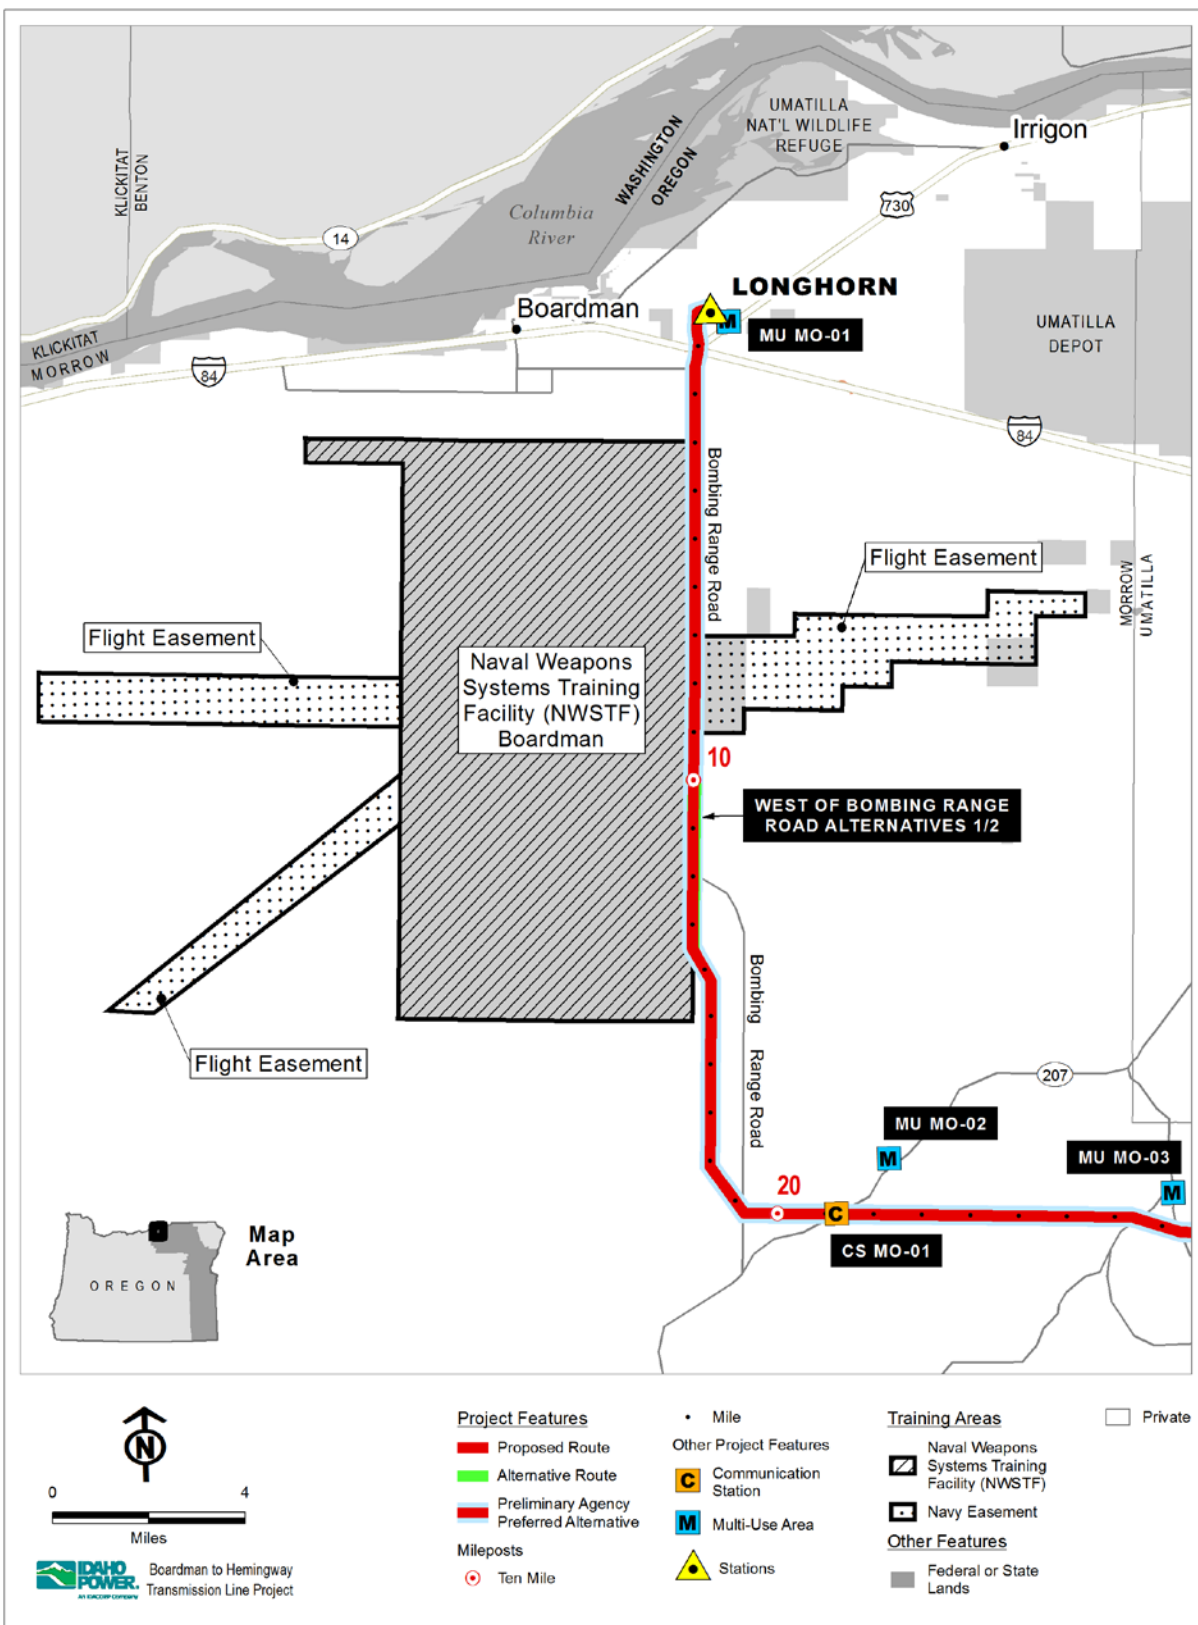 UMATILLA
NAT'L WILDLIFE
REFUGE
Irrigon
WASHINGTON
OREGON
KLICKITAT
BENTON
730
Columbia
River
14
LONGHORN
M
MU MO-01
Boardman
UMATILLA
DEPOT
KLICKITAT
MORROW
84
84
Bombing Range Road
Flight Easement
MORROW
UMATILLA
Flight Easement
Naval Weapons
Systems Training
Facility (NWSTF)
Boardman
10
WEST OF BOMBING RANGE
ROAD ALTERNATIVES 1/2
Bombing Range Road
Flight Easement
207
MU MO-02
M
MU MO-03
M
20
C
CS MO-01
Map
Area
OREGON
N
0 4
Miles
IDAHO
POWER.
AN IDACORP COMPANY
Boardman to Hemingway
Transmission Line Project
Project Features
Proposed Route
Alternative Route
Preliminary Agency
Preferred Alternative
Mileposts
Ten Mile
Mile
Other Project Features
C Communication
Station
M Multi-Use Area
Stations
Training Areas
Naval Weapons
Systems Training
Facility (NWSTF)
Navy Easement
Other Features
Federal or State
Lands
Private